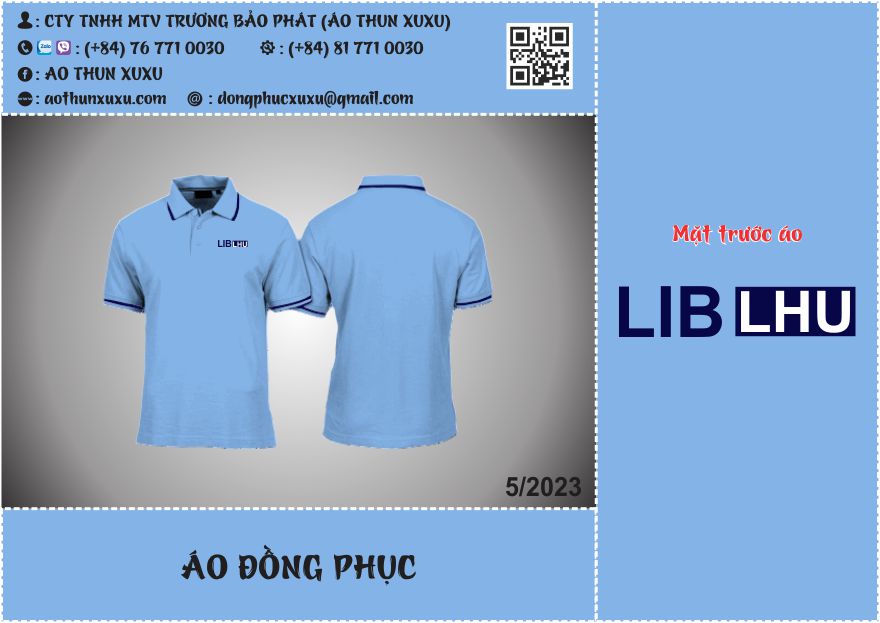 : CTY TNHH MTV TRƯƠNG BẢO PHÁT (ÁO THUN XUXU)
Zalo : (+84) 76 771 0030 : (+84) 81 771 0030
: AO THUN XUXU
www : aothunxuxu.com @ : dongphucxuxu@gmail.com
LIB LHU
5/2023
ÁO ĐỒNG PHỤC
Mặt trước áo
LIB LHU